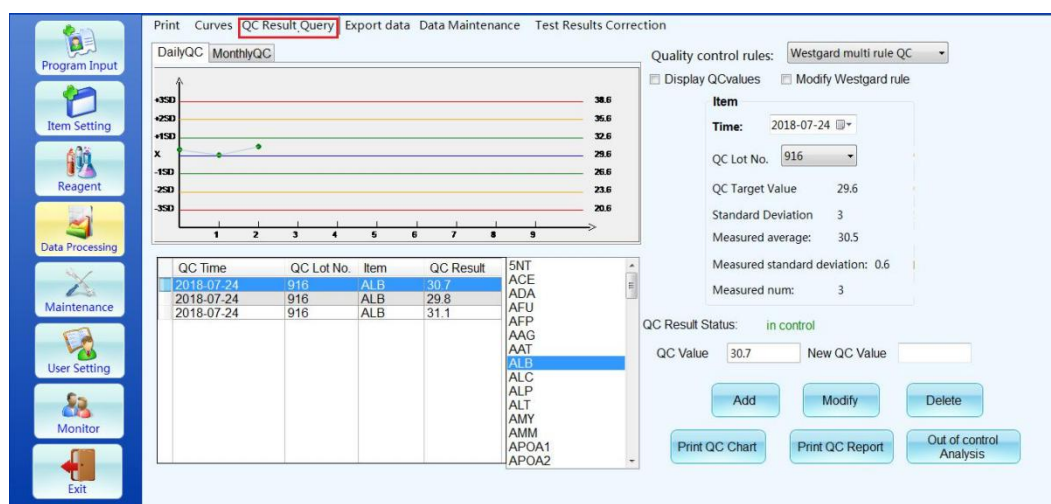 Print Curves QC Result Query Export data Data Maintenance Test Results Correction
Program Input
Item Setting
Reagent
Data Processing
Maintenance
User Setting
Monitor
Exit
DailyQC MonthlyQC
+3SD 38.6
+2SD 35.6
+1SD 32.6
X 29.6
-1SD 26.6
-2SD 23.6
-3SD 20.6
1 2 3 4 5 6 7 8 9
QC Time QC Lot No. Item QC Result
2018-07-24 916 ALB 30.7
2018-07-24 916 ALB 29.8
2018-07-24 916 ALB 31.1
5NT
ACE
ADA
AFU
AFP
AAG
AAT
ALB
ALC
ALP
ALT
AMY
AMM
APOA1
APOA2
Quality control rules: Westgard multi rule QC
Display QCvalues Modify Westgard rule
Item
Time: 2018-07-24
QC Lot No. 916
QC Target Value 29.6
Standard Deviation 3
Measured average: 30.5
Measured standard deviation: 0.6
Measured num: 3
QC Result Status: in control
QC Value 30.7 New QC Value
Add Modify Delete
Print QC Chart Print QC Report Out of control
Analysis